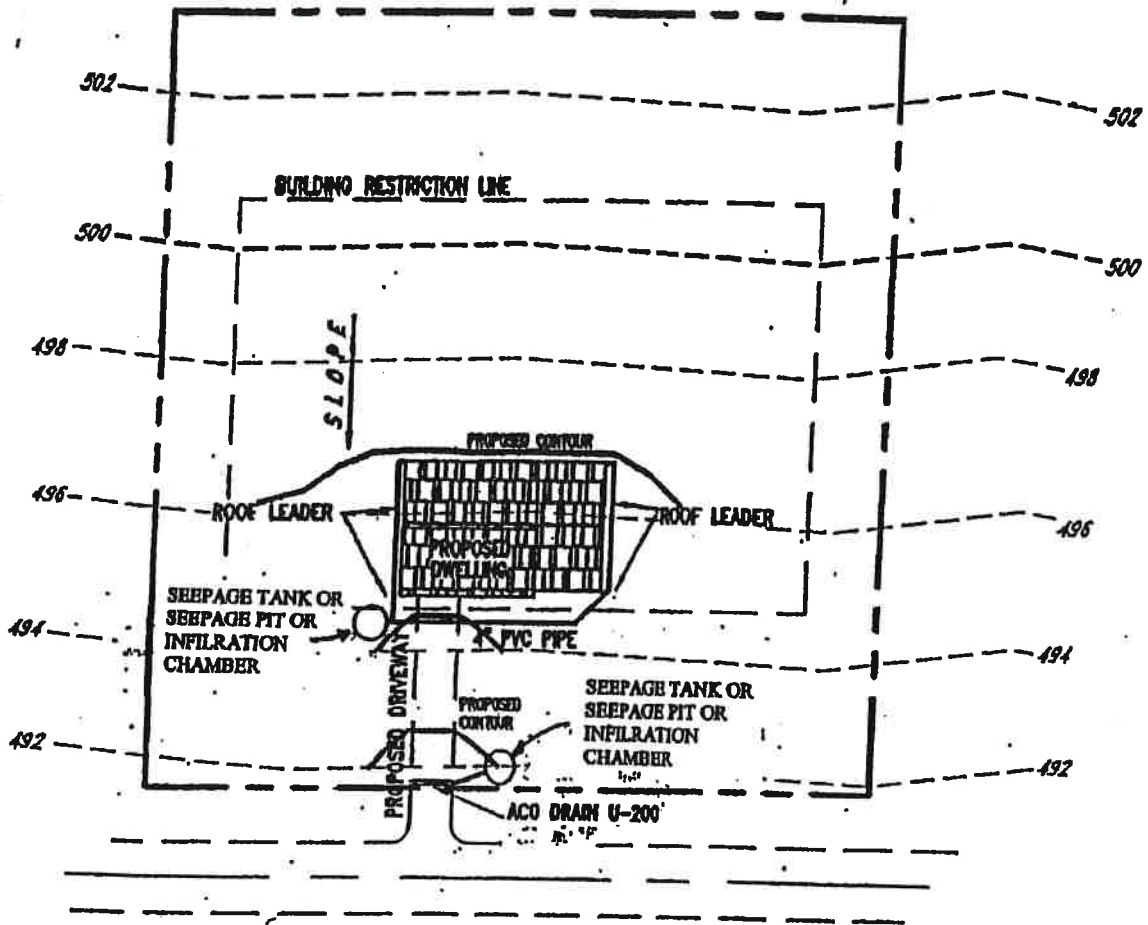 502
502
BUILDING RESTRICTION LINE
500
500
498
498
SLOPE
PROPOSED CONTOUR
496
496
ROOF LEADER
ROOF LEADER
PROPOSED
DWELLING
SEEPAGE TANK OR
SEEPAGE PIT OR
INFILRATION
CHAMBER
494
494
4" PVC PIPE
PROPOSED DRIVEWAY
PROPOSED
CONTOUR
SEEPAGE TANK OR
SEEPAGE PIT OR
INFILRATION
CHAMBER
492
492
ACO DRAIN U-200